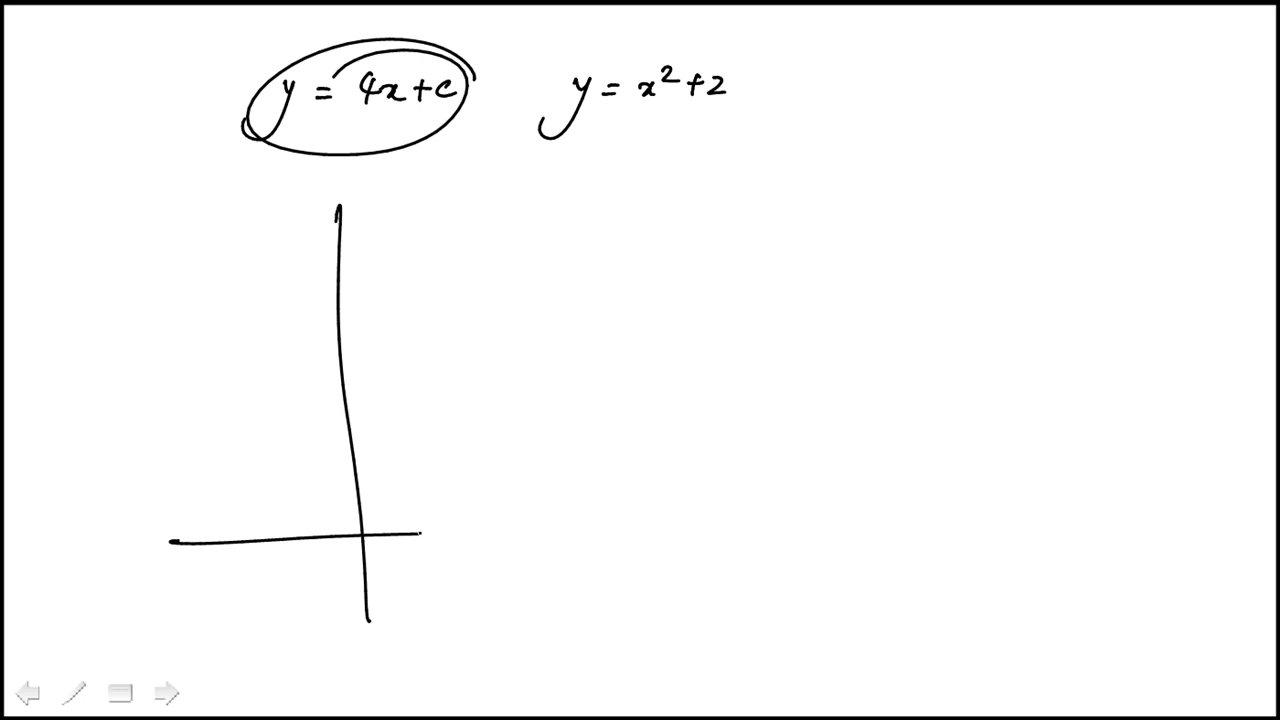 y = 4x+c y = x²+2